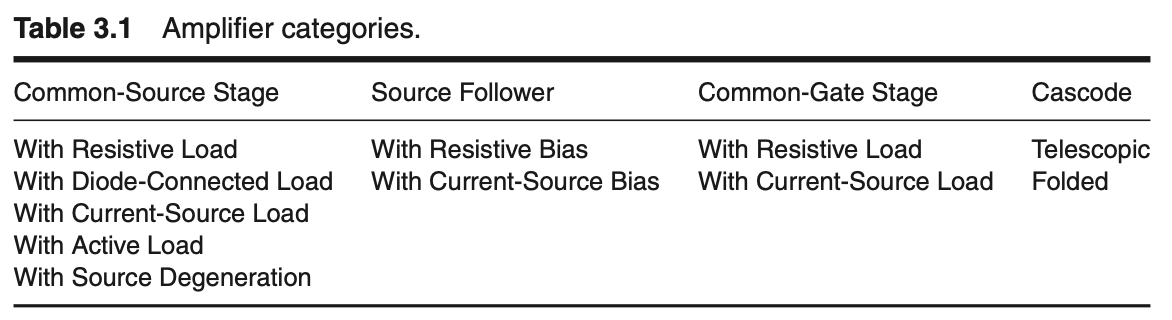 Table 3.1 Amplifier categories.
Common-Source Stage Source Follower Common-Gate Stage Cascode
With Resistive Load With Resistive Bias With Resistive Load Telescopic
With Diode-Connected Load With Current-Source Bias With Current-Source Load Folded
With Current-Source Load
With Active Load
With Source Degeneration